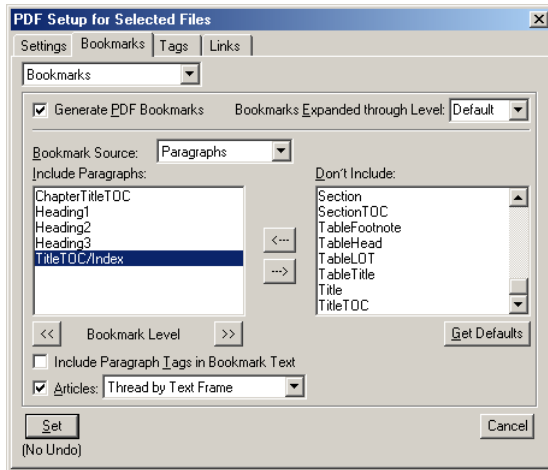 PDF Setup for Selected Files
Settings Bookmarks Tags Links
Bookmarks
Generate PDF Bookmarks Bookmarks Expanded through Level: Default
Bookmark Source: Paragraphs
Include Paragraphs: Don't Include:
ChapterTitleTOC
Heading1
Heading2
Heading3
TitleTOC/Index
<---
--->
Section
SectionTOC
TableFootnote
TableHead
TableLOT
TableTitle
Title
TitleTOC
<< Bookmark Level >> Get Defaults
Include Paragraph Tags in Bookmark Text
Articles: Thread by Text Frame
Set Cancel
(No Undo)